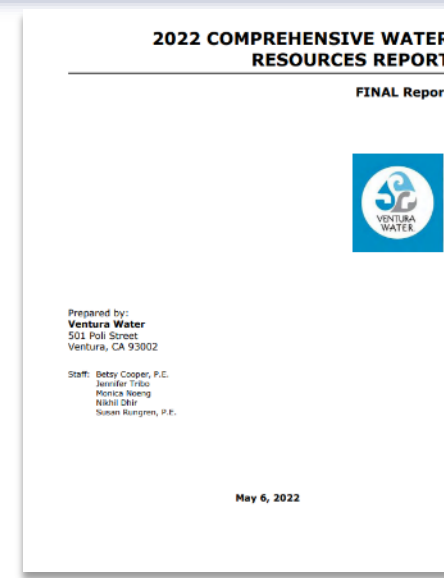 2022 COMPREHENSIVE WATER
RESOURCES REPORT
FINAL Repor
VENTURA
WATER
Prepared by:
Ventura Water
501 Poli Street
Ventura, CA 93002
Staff: Betsy Cooper, P.E.
Jennifer Tribo
Monica Noeng
Nikhil Dhir
Susan Rungren, P.E.
May 6, 2022